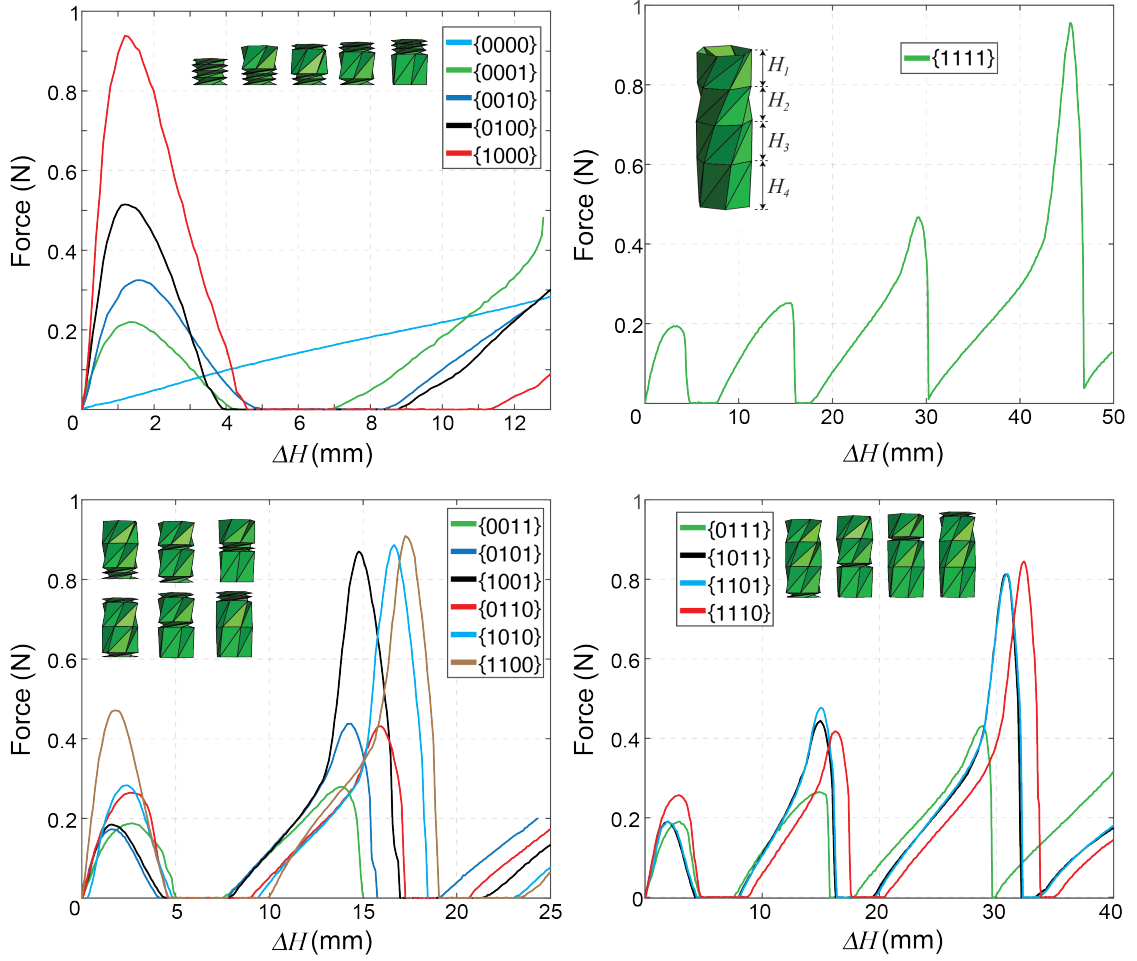 1
0.8
0.6
0.4
0.2
0
Force (N)
0 2 4 6 8 10 12
ΔH (mm)
{0000}
{0001}
{0010}
{0100}
{1000}
1
0.8
0.6
0.4
0.2
0
Force (N)
10 20 30 40 50
ΔH (mm)
{1111}
H1
H2
H3
H4
1
0.8
0.6
0.4
0.2
0
Force (N)
5 10 15 20 25
ΔH (mm)
{0011}
{0101}
{1001}
{0110}
{1010}
{1100}
1
0.8
0.6
0.4
0.2
0
Force (N)
10 20 30 40
ΔH (mm)
{0111}
{1011}
{1101}
{1110}